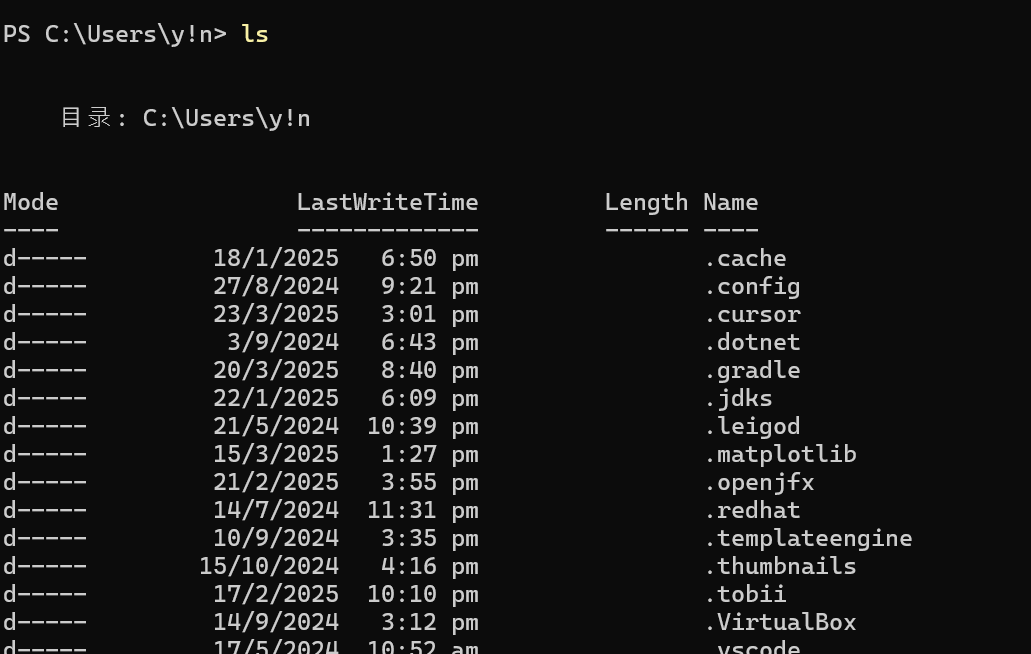 PS C:\Users\y!n> ls
目录: C:\Users\y!n
Mode LastWriteTime Length Name
---- ------------- ------ ----
d----- 18/1/2025 6:50 pm .cache
d----- 27/8/2024 9:21 pm .config
d----- 23/3/2025 3:01 pm .cursor
d----- 3/9/2024 6:43 pm .dotnet
d----- 20/3/2025 8:40 pm .gradle
d----- 22/1/2025 6:09 pm .jdks
d----- 21/5/2024 10:39 pm .leigod
d----- 15/3/2025 1:27 pm .matplotlib
d----- 21/2/2025 3:55 pm .openjfx
d----- 14/7/2024 11:31 pm .redhat
d----- 10/9/2024 3:35 pm .templateengine
d----- 15/10/2024 4:16 pm .thumbnails
d----- 17/2/2025 10:10 pm .tobii
d----- 14/9/2024 3:12 pm .VirtualBox
d----- 17/5/2024 10:52 am .vscode